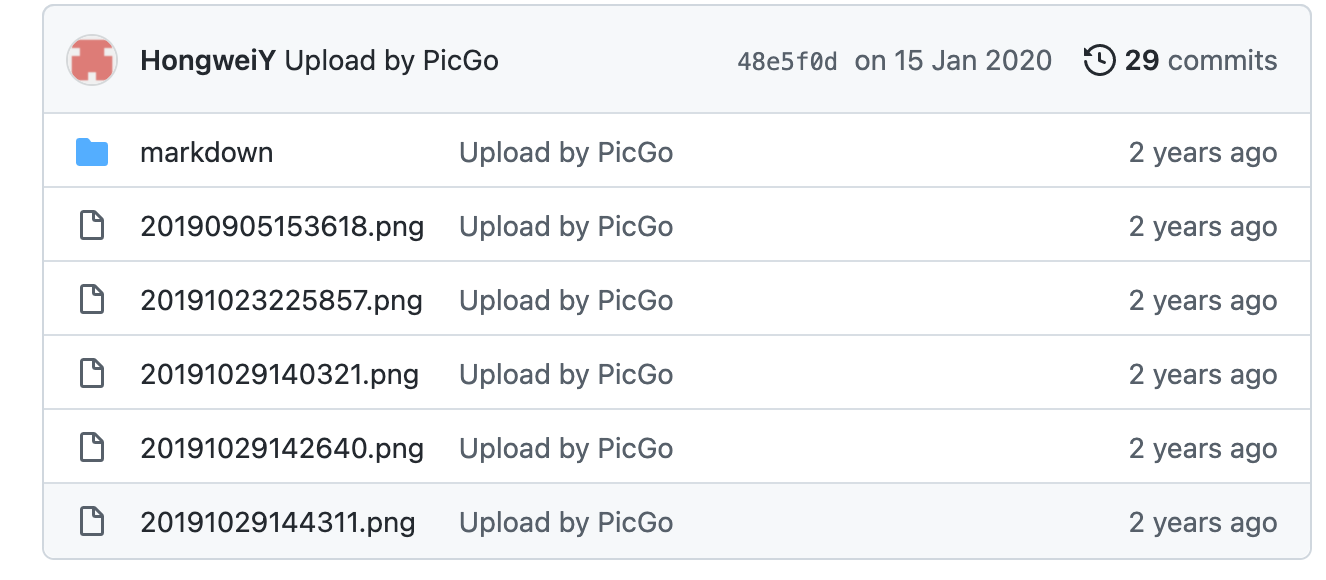 HongweiY Upload by PicGo 48e5f0d on 15 Jan 2020 29 commits
markdown Upload by PicGo 2 years ago
20190905153618.png Upload by PicGo 2 years ago
20191023225857.png Upload by PicGo 2 years ago
20191029140321.png Upload by PicGo 2 years ago
20191029142640.png Upload by PicGo 2 years ago
20191029144311.png Upload by PicGo 2 years ago